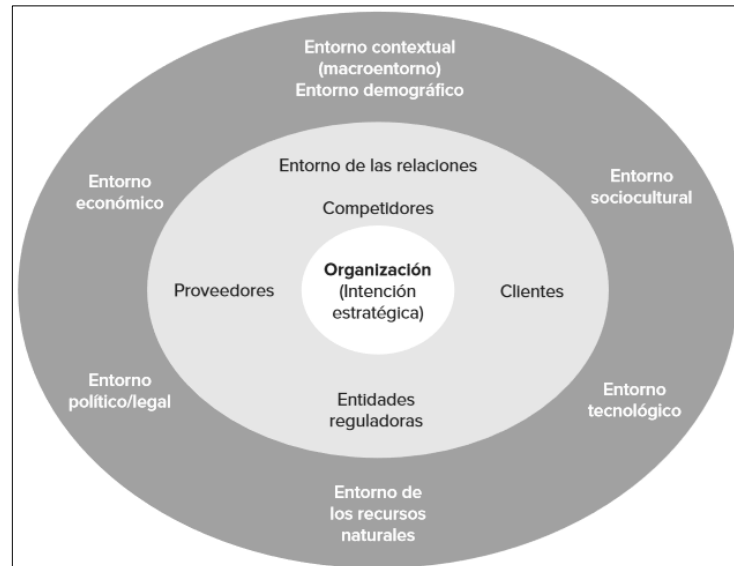 Entorno contextual
(macroentorno)
Entorno demográfico
Entorno de las relaciones
Entorno
económico
Entorno
sociocultural
Competidores
Organización
(Intención
estratégica)
Proveedores
Clientes
Entorno
político/legal
Entidades
reguladoras
Entorno
tecnológico
Entorno de
los recursos
naturales